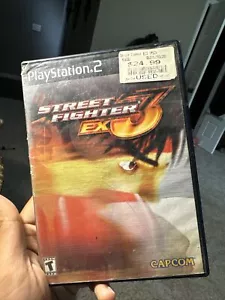 PlayStation.2
$24.99
USED
STREET
FIGHTER
EX3
T
CAPCOM